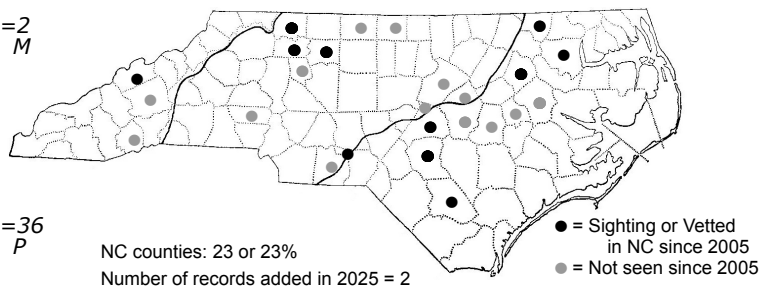 =2
M
=36
P
NC counties: 23 or 23%
Number of records added in 2025 = 2
= Sighting or Vetted
in NC since 2005
= Not seen since 2005